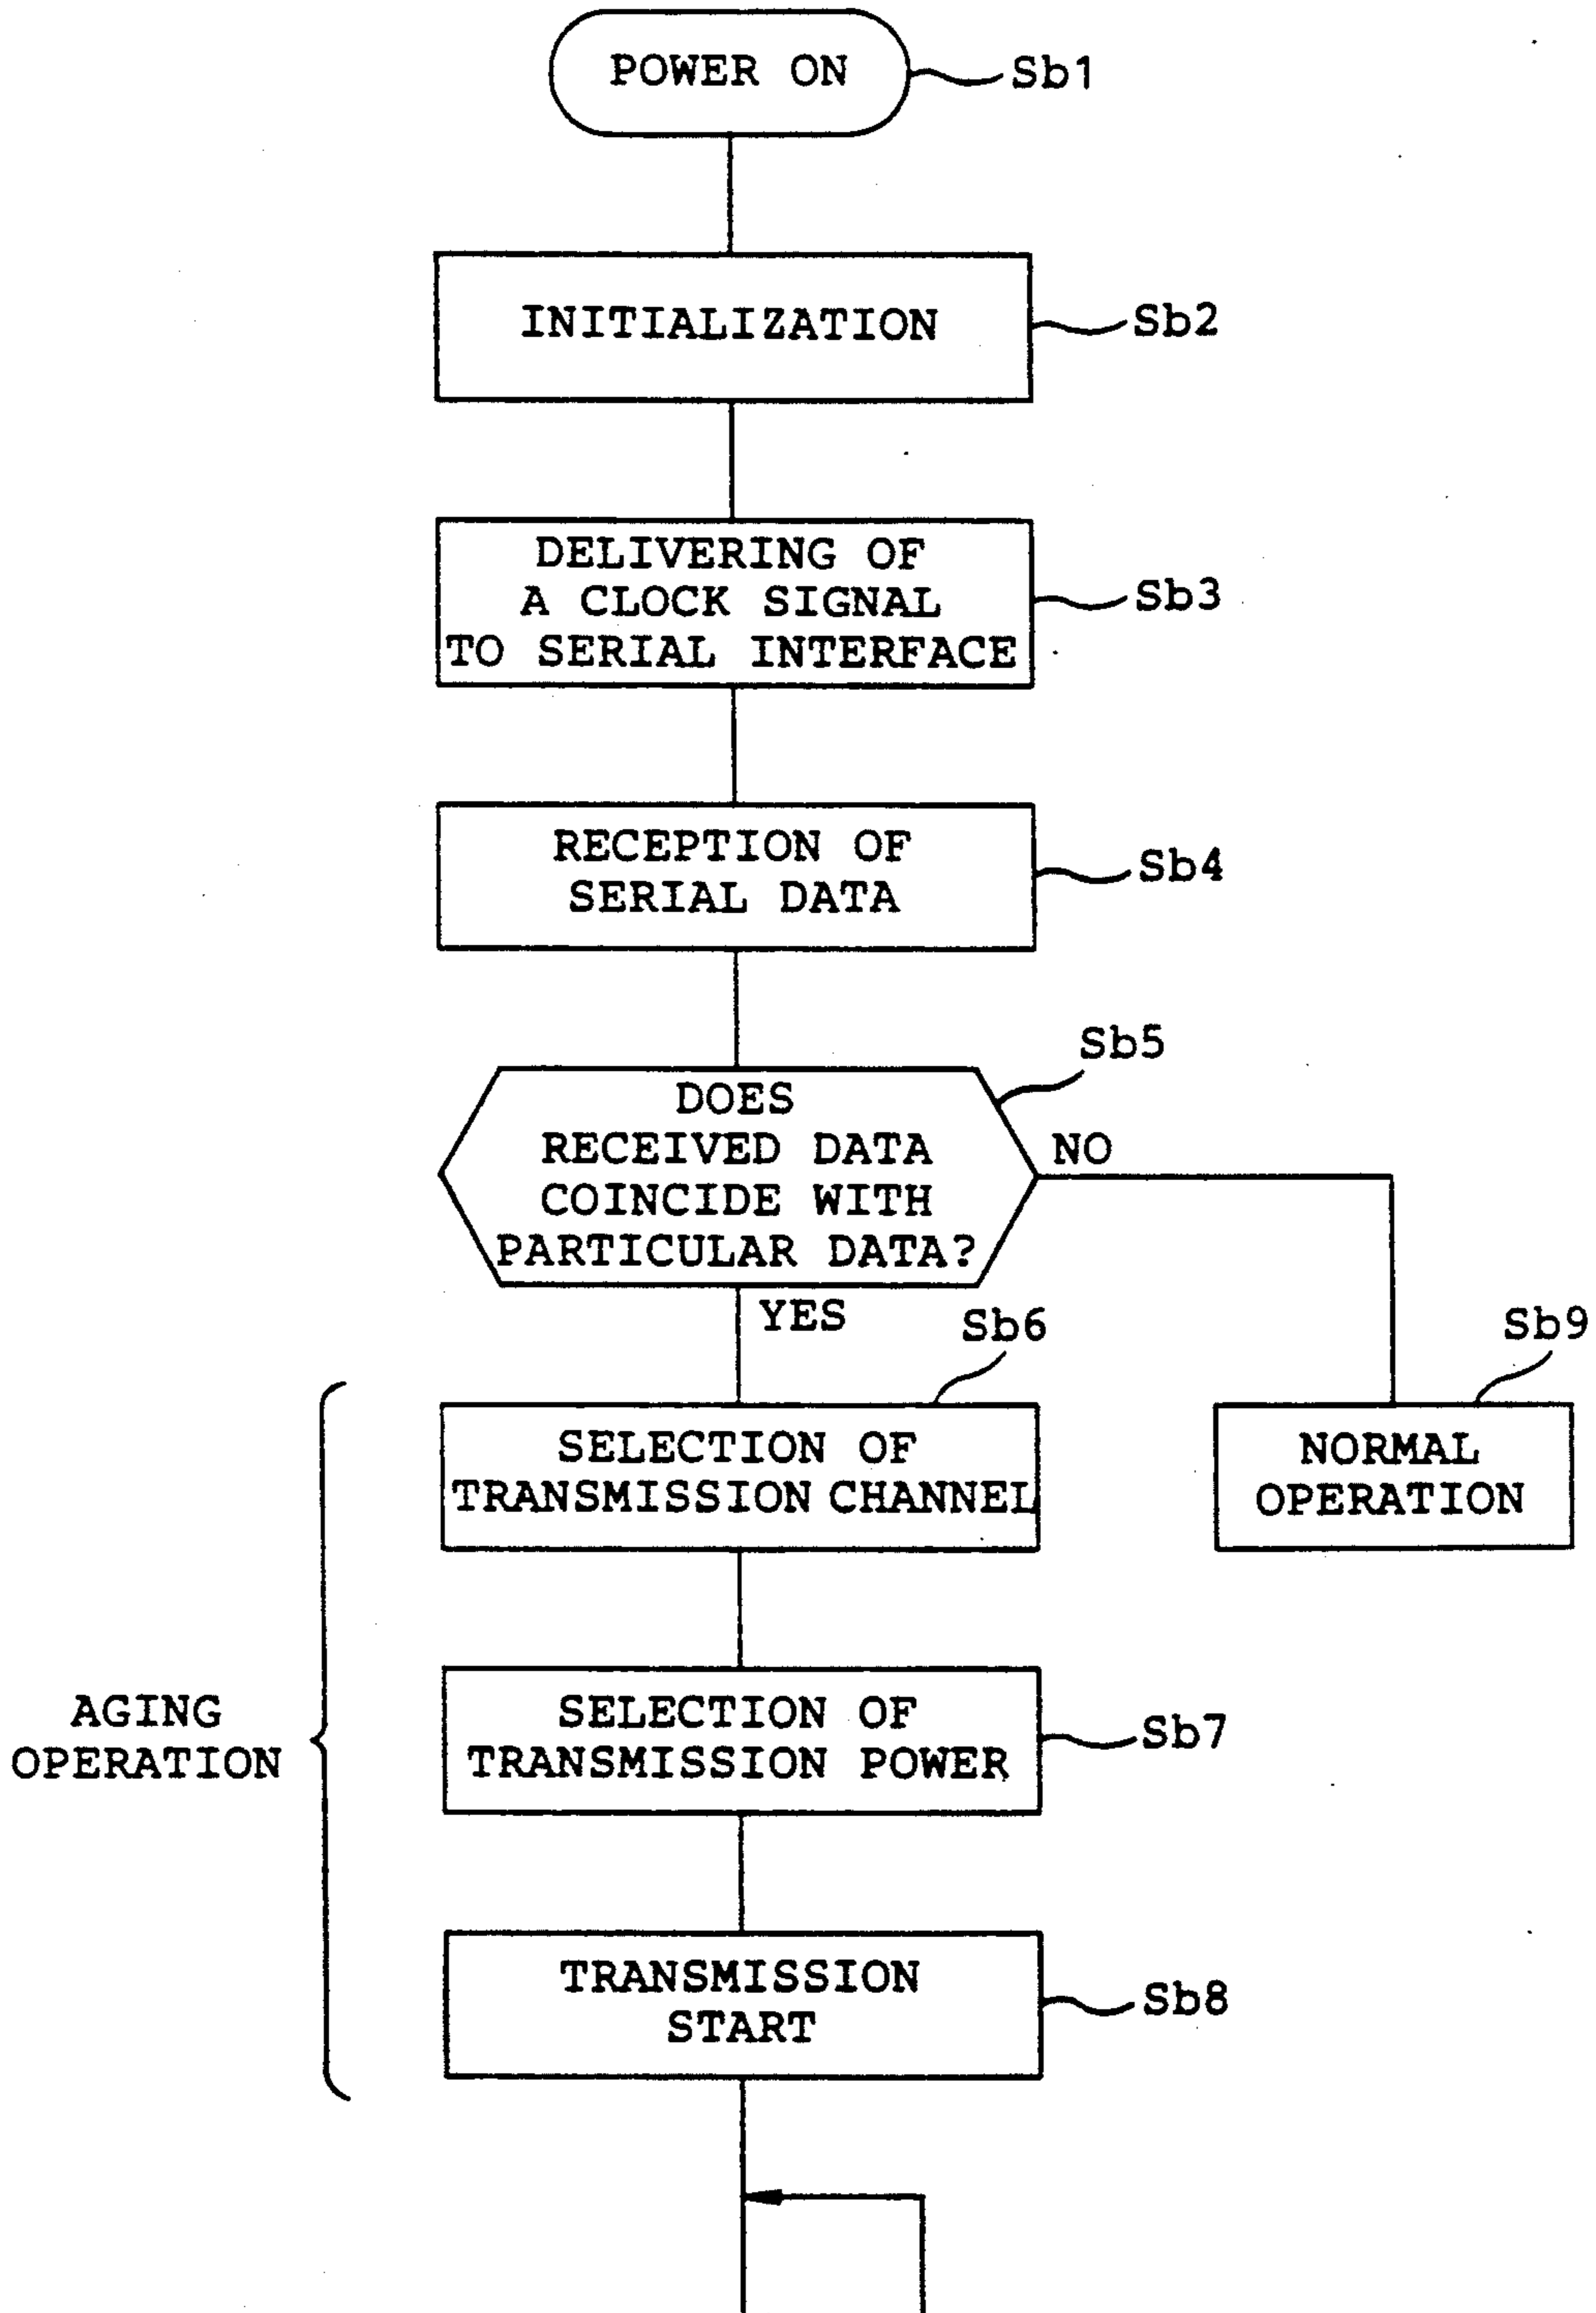 POWER ON
Sb1
INITIALIZATION
Sb2
DELIVERING OF
A CLOCK SIGNAL
TO SERIAL INTERFACE
Sb3
RECEPTION OF
SERIAL DATA
Sb4
Sb5
DOES
RECEIVED DATA
COINCIDE WITH
PARTICULAR DATA?
NO
YES
Sb6
Sb9
SELECTION OF
TRANSMISSION CHANNEL
NORMAL
OPERATION
AGING
OPERATION
SELECTION OF
TRANSMISSION POWER
Sb7
TRANSMISSION
START
Sb8